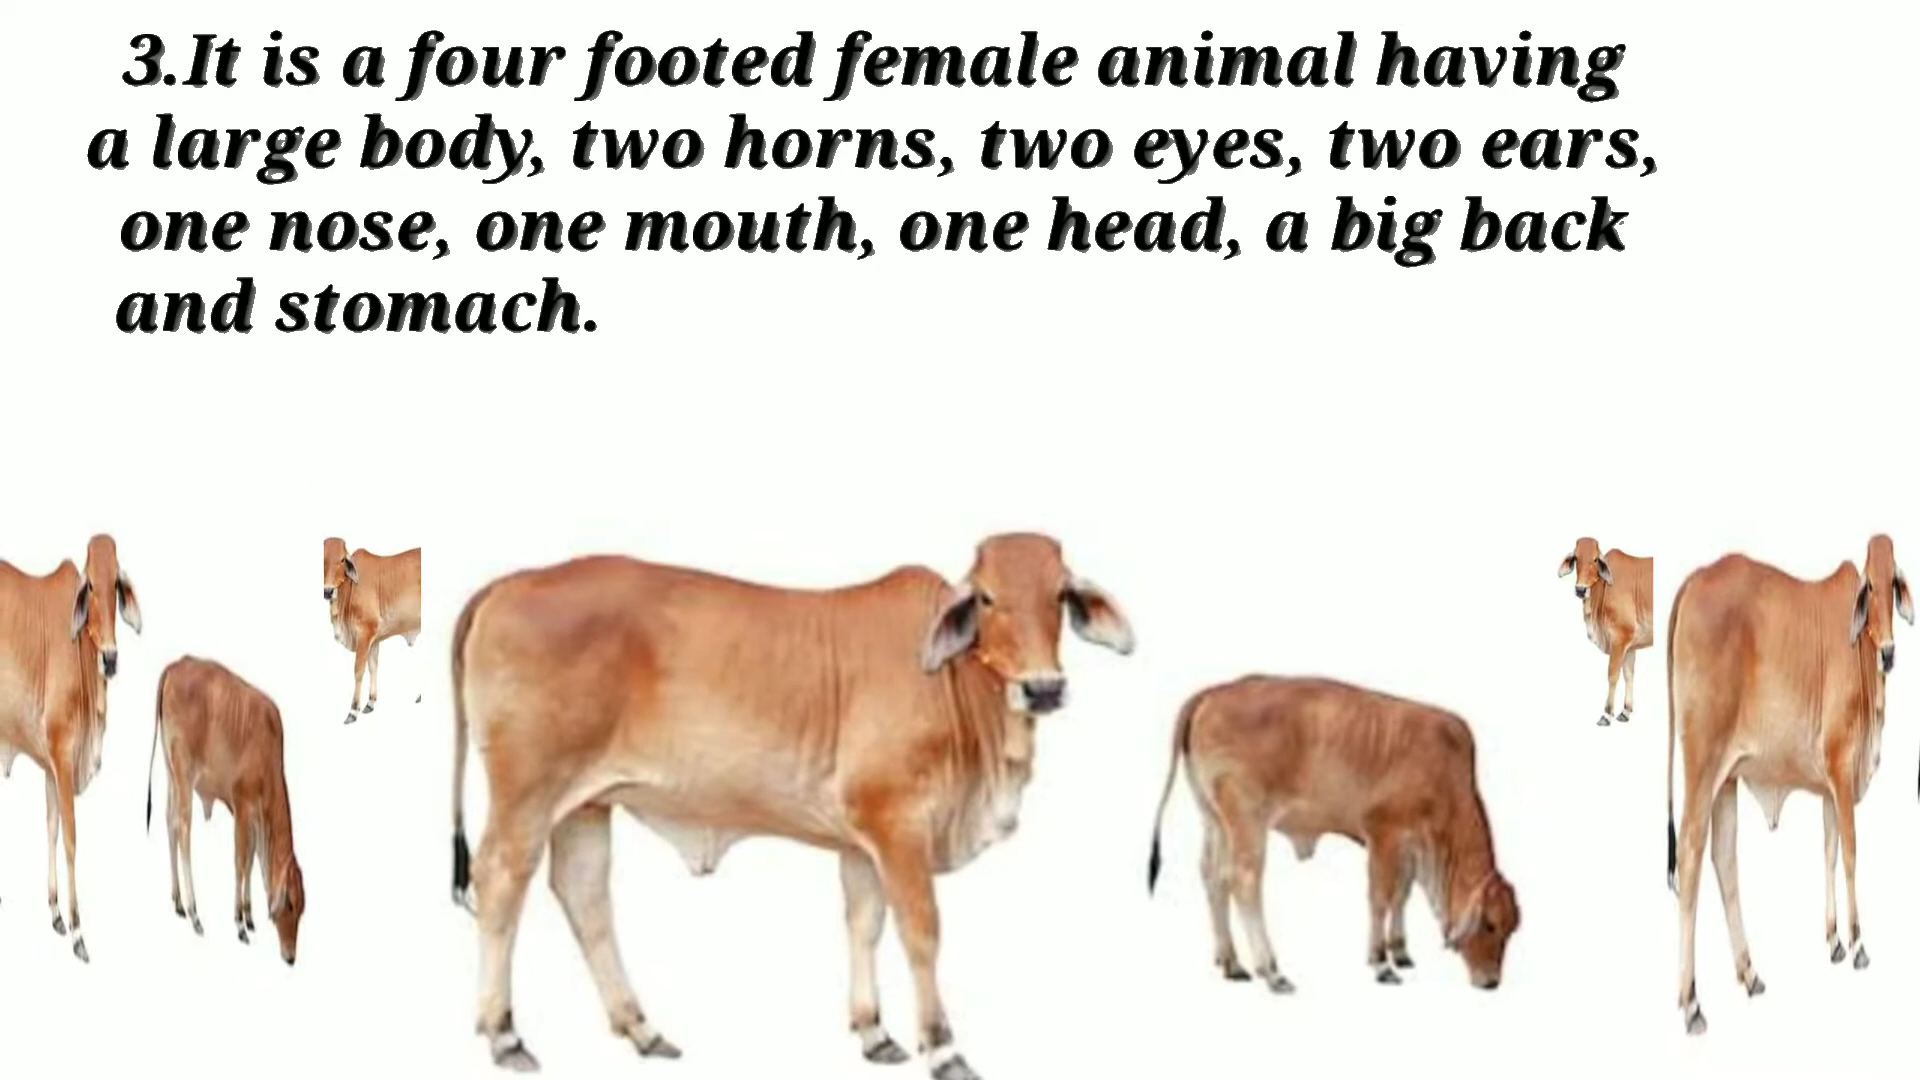 3.It is a four footed female animal having
a large body, two horns, two eyes, two ears,
one nose, one mouth, one head, a big back
and stomach.